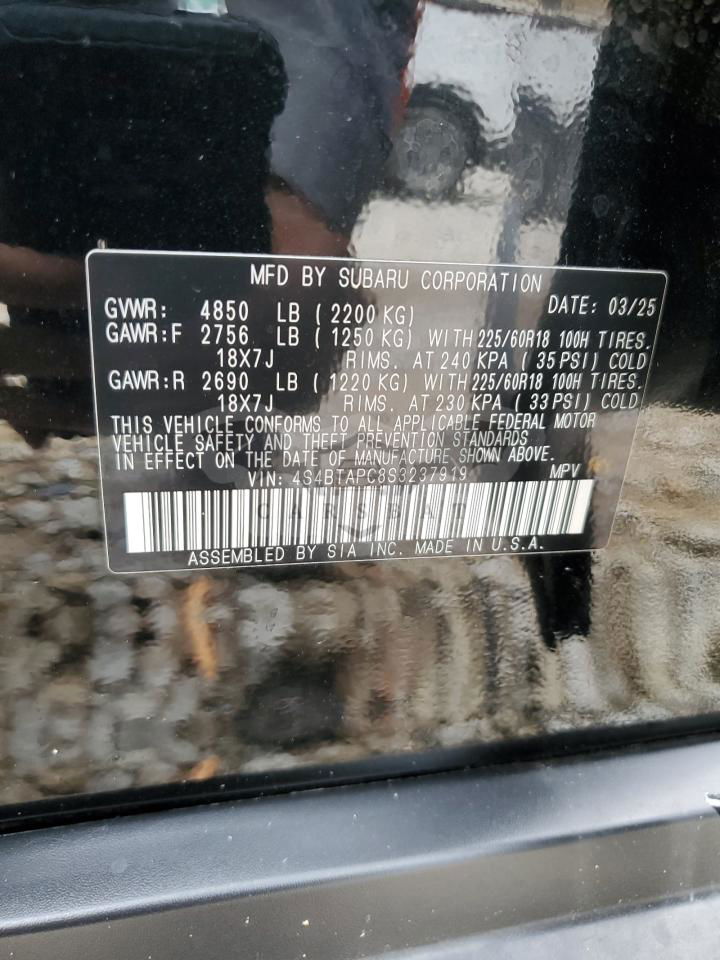 MFD BY SUBARU CORPORATION
GVWR: 4850 LB ( 2200 KG) DATE: 03/25
GAWR:F 2756 LB ( 1250 KG) WITH 225/60R18 100H TIRES.
18X7J RIMS. AT 240 KPA ( 35 PSI) COLD
GAWR:R 2690 LB ( 1220 KG) WITH 225/60R18 100H TIRES.
18X7J RIMS. AT 230 KPA ( 33 PSI) COLD
THIS VEHICLE CONFORMS TO ALL APPLICABLE FEDERAL MOTOR
VEHICLE SAFETY AND THEFT PREVENTION STANDARDS
IN EFFECT ON THE DATE OF MANUFACTURE SHOWN ABOVE.
VIN: 4S4BTAPC8S3237919 MPV
CARSBAT
ASSEMBLED BY SIA INC. MADE IN U.S.A.